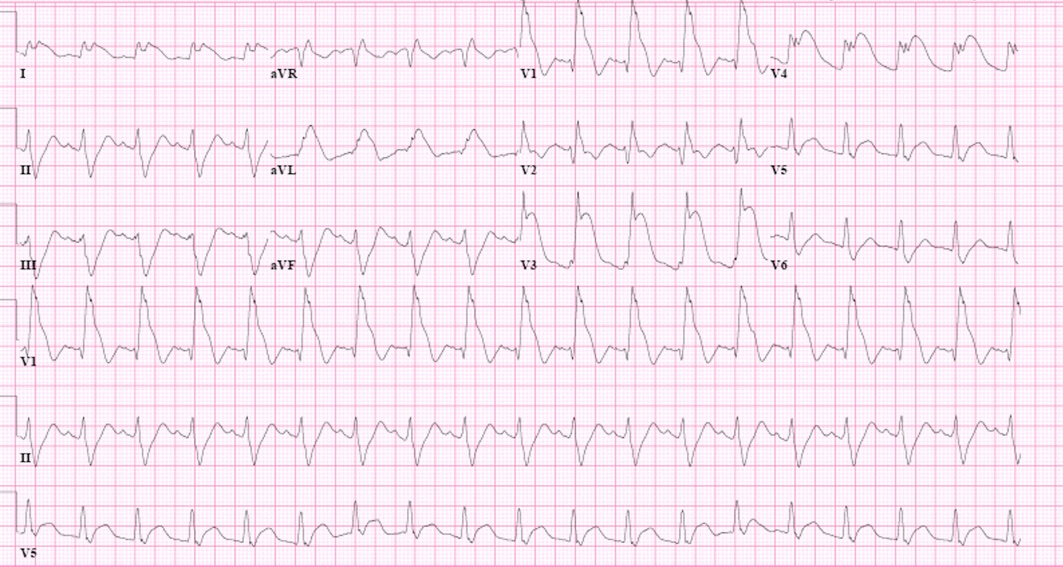 I aVR V1 V4
II aVL V2 V5
III aVF V3 V6
V1
II
V5